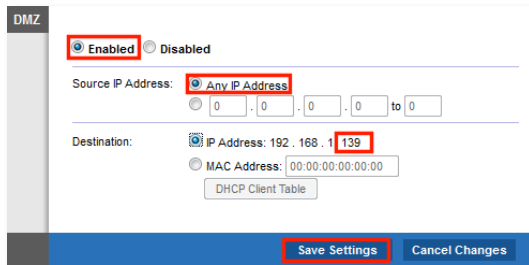 DMZ
Enabled Disabled
Source IP Address: Any IP Address
0 . 0 . 0 . 0 to 0
Destination: IP Address: 192 . 168 . 1 139
MAC Address: 00:00:00:00:00:00
DHCP Client Table
Save Settings Cancel Changes